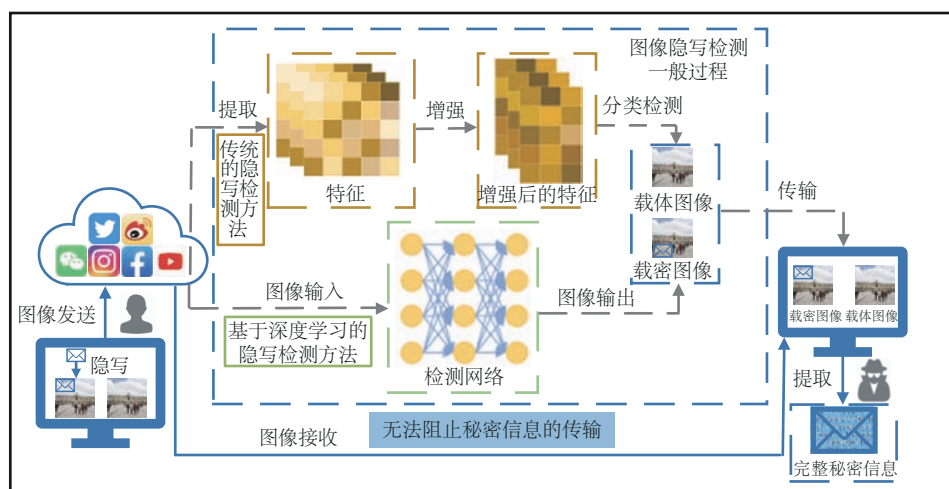 图像隐写检测
一般过程
提取
增强
分类检测
传统
的隐
写检
测方
法
特征
增强后的特征
载体图像
传输
载密图像
图像输入
图像输出
图像发送
基于深度学习的
隐写检测方法
检测网络
载密图像
载体图像
隐写
提取
图像接收
无法阻止秘密信息的传输
完整秘密信息